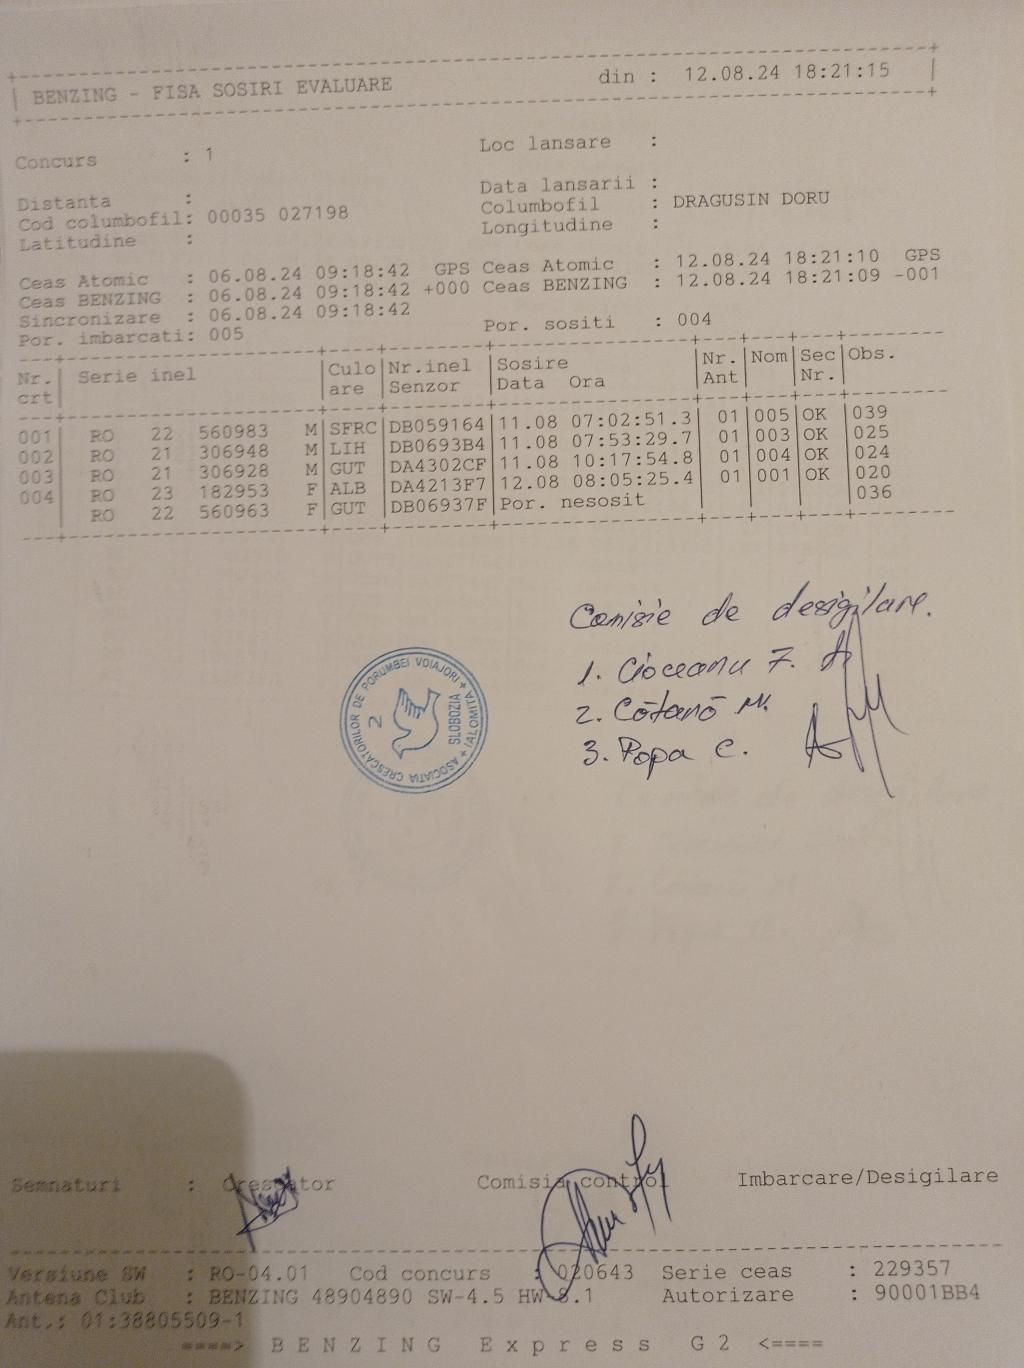 BENZING - FISA SOSIRI EVALUARE din : 12.08.24 18:21:15
Concurs : 1 Loc lansare :
Distanta : Data lansarii :
Cod columbofil: 00035 027198 Columbofil : DRAGUSIN DORU
Latitudine : Longitudine :
Ceas Atomic : 06.08.24 09:18:42 GPS Ceas Atomic : 12.08.24 18:21:10 GPS
Ceas BENZING : 06.08.24 09:18:42 +000 Ceas BENZING : 12.08.24 18:21:09 -001
Sincronizare : 06.08.24 09:18:42
Por. imbarcati: 005 Por. sositi : 004
Nr. | Serie inel |Culo|Nr.inel |Sosire |Nr.|Nom|Sec|Obs.
crt| |are |Senzor |Data Ora |Ant| |Nr.|
001| RO 22 560983 M|SFRC|DB059164|11.08 07:02:51.3| 01|005|OK |039
002| RO 21 306948 M|LIH |DB0693B4|11.08 07:53:29.7| 01|003|OK |025
003| RO 21 306928 M|GUT |DA4302CF|11.08 10:17:54.8| 01|004|OK |024
004| RO 23 182953 F|ALB |DA4213F7|12.08 08:05:25.4| 01|001|OK |020
RO 22 560963 F|GUT |DB06937F|Por. nesosit |036
Comisie de desigilare.
1. Cioceanu F.
2. Cótanō M.
3. Popa C.
ASOCIATIA CRESCATORILOR DE PORUMBEI VOIAJORI + IALOMITA +
SLOBOZIA
2
Semnaturi : Crescator Comisia control Imbarcare/Desigilare
Versiune SW : RO-04.01 Cod concurs : 020643 Serie ceas : 229357
Antena Club : BENZING 48904890 SW-4.5 HW .1 Autorizare : 90001BB4
Ant.: 01:38805509-1
====> B E N Z I N G E x p r e s s G 2 <====